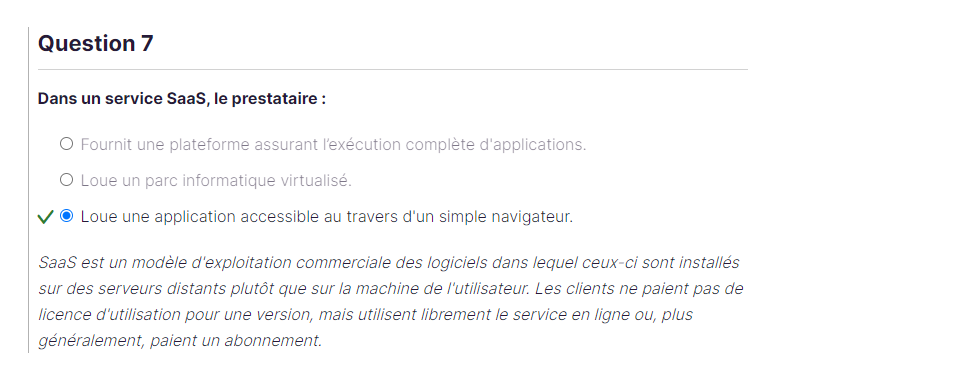 Question 7
Dans un service SaaS, le prestataire :
Fournit une plateforme assurant l'exécution complète d'applications.
Loue un parc informatique virtualisé.
Loue une application accessible au travers d'un simple navigateur.
SaaS est un modèle d'exploitation commerciale des logiciels dans lequel ceux-ci sont installés
sur des serveurs distants plutôt que sur la machine de l'utilisateur. Les clients ne paient pas de
licence d'utilisation pour une version, mais utilisent librement le service en ligne ou, plus
généralement, paient un abonnement.